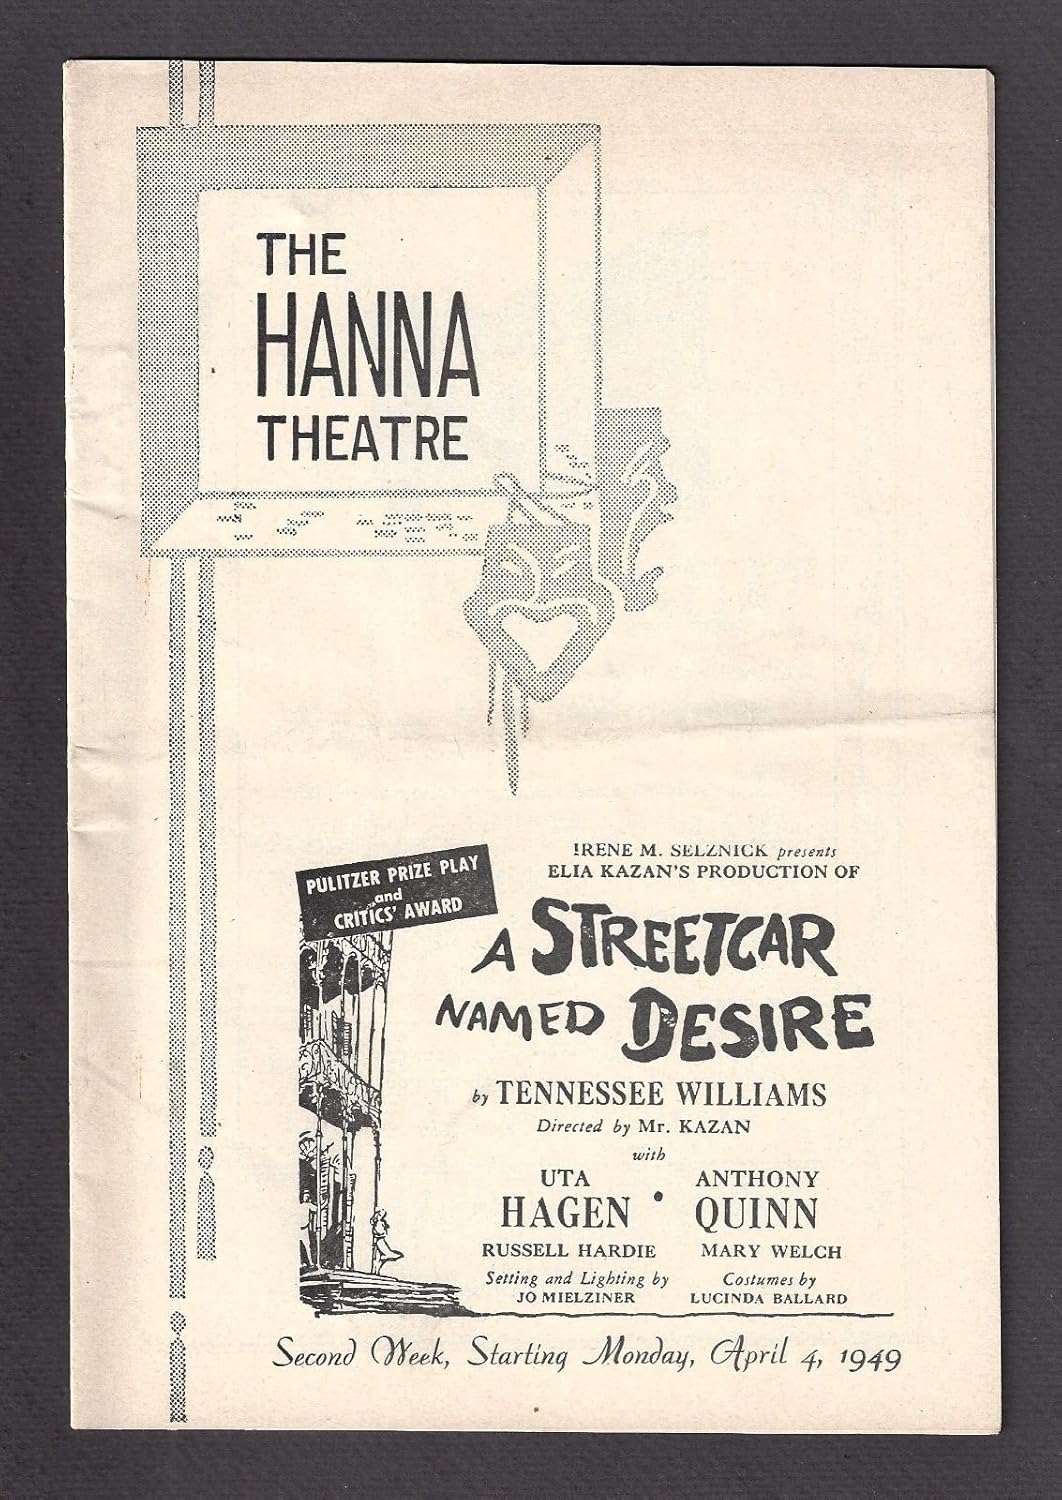 THE
HANNA
THEATRE
PULITZER PRIZE PLAY
and
CRITICS' AWARD
IRENE M. SELZNICK presents
ELIA KAZAN'S PRODUCTION OF
A STREETCAR
NAMED DESIRE
by TENNESSEE WILLIAMS
Directed by Mr. KAZAN
with
UTA
HAGEN
•
ANTHONY
QUINN
RUSSELL HARDIE
MARY WELCH
Setting and Lighting by
JO MIELZINER
Costumes by
LUCINDA BALLARD
Second Week, Starting Monday, April 4, 1949